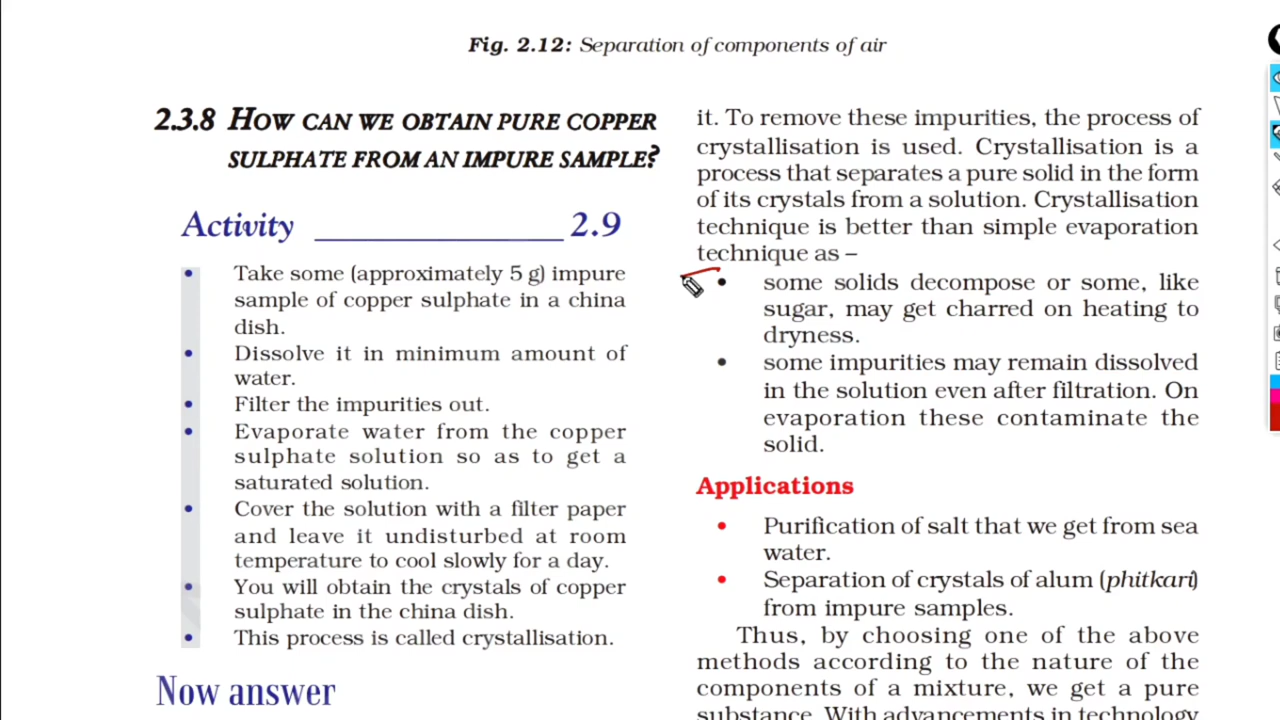 Fig. 2.12: Separation of components of air
2.3.8 HOW CAN WE OBTAIN PURE COPPER
SULPHATE FROM AN IMPURE SAMPLE?
Activity ______________ 2.9
• Take some (approximately 5 g) impure
sample of copper sulphate in a china
dish.
• Dissolve it in minimum amount of
water.
• Filter the impurities out.
• Evaporate water from the copper
sulphate solution so as to get a
saturated solution.
• Cover the solution with a filter paper
and leave it undisturbed at room
temperature to cool slowly for a day.
• You will obtain the crystals of copper
sulphate in the china dish.
• This process is called crystallisation.
Now answer
it. To remove these impurities, the process of
crystallisation is used. Crystallisation is a
process that separates a pure solid in the form
of its crystals from a solution. Crystallisation
technique is better than simple evaporation
technique as –
• some solids decompose or some, like
sugar, may get charred on heating to
dryness.
• some impurities may remain dissolved
in the solution even after filtration. On
evaporation these contaminate the
solid.
Applications
• Purification of salt that we get from sea
water.
• Separation of crystals of alum (phitkari)
from impure samples.
Thus, by choosing one of the above
methods according to the nature of the
components of a mixture, we get a pure
substance. With advancements in technology